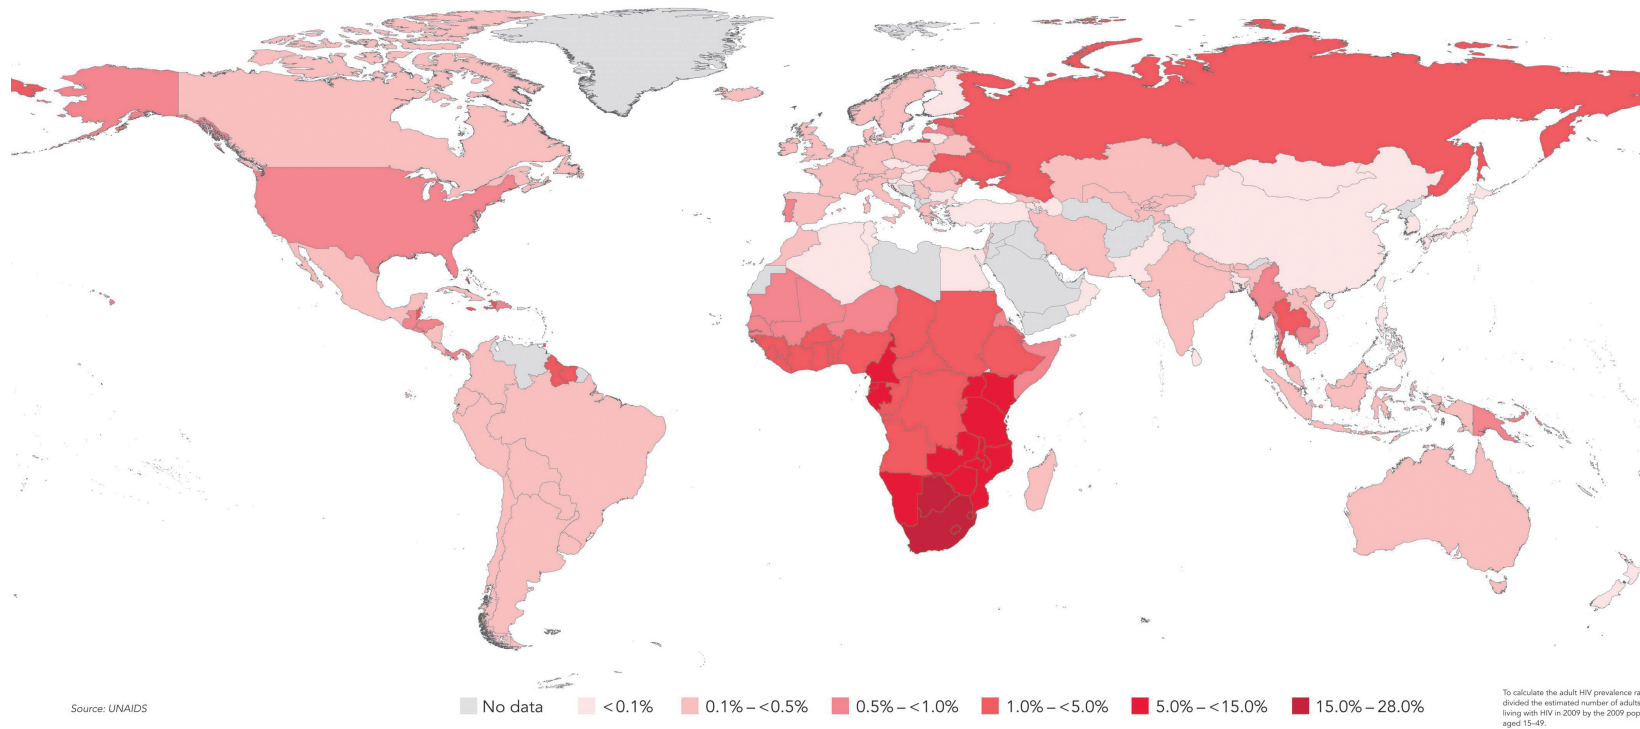 Source: UNAIDS
No data
<0.1%
0.1% – <0.5%
0.5% – <1.0%
1.0% – <5.0%
5.0% – <15.0%
15.0% – 28.0%
To calculate the adult HIV prevalence
divided the estimated number of adults
living with HIV in 2009 by the 2009
aged 15–49.